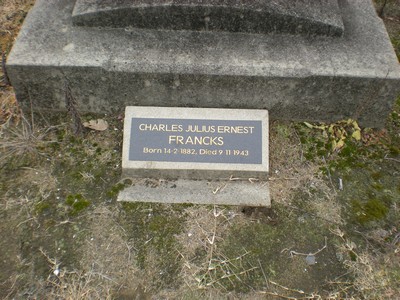 CHARLES JULIUS ERNEST
FRANCKS
Born 14-2-1882, Died 9-11-1943